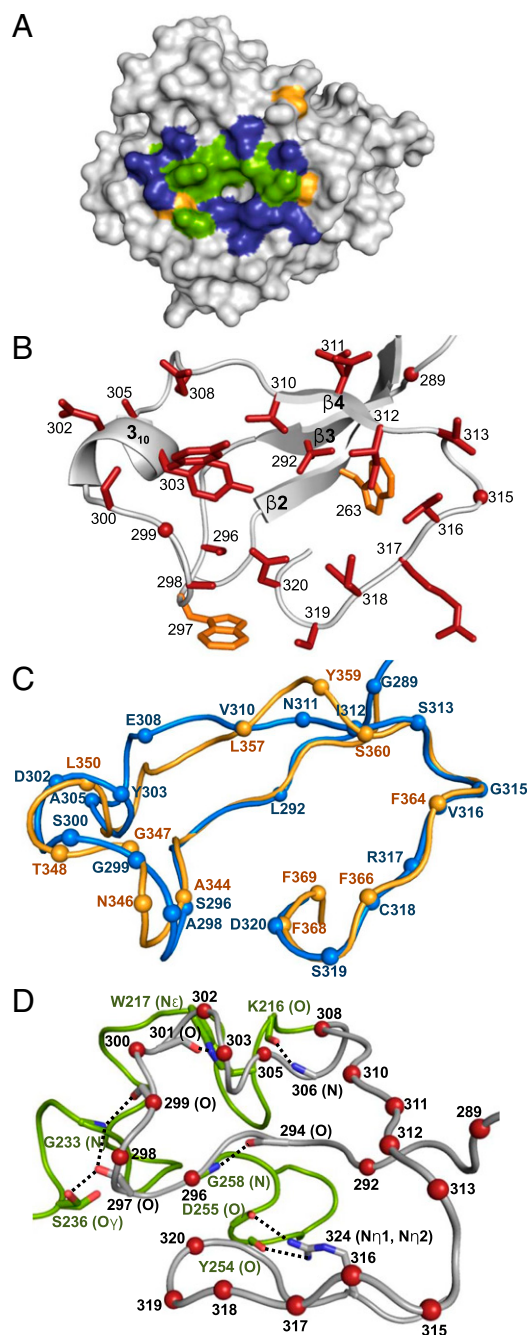 A
B
311
289
308
310
β4
305
302
3₁₀
β3
312
313
292
303
β2
263
315
300
299
316
296
317
298
320
318
297
319
C
Y359
G289
E308
V310
N311
I312
S313
L350
L357
S360
D302
A305
Y303
F364
G315
S300
G347
L292
V316
T348
G299
R317
A344
F369
F366
N346
S296
A298
D320
F368
C318
S319
D
W217 (Nε)
302
K216 (O)
308
301 (O)
300
303
305
306 (N)
310
299 (O)
311
289
G233 (N)
312
298
294 (O)
292
313
297 (O)
296
G258 (N)
S236 (Oγ)
D255 (O)
324 (Nη1, Nη2)
320
Y254 (O)
316
319
318
317
315